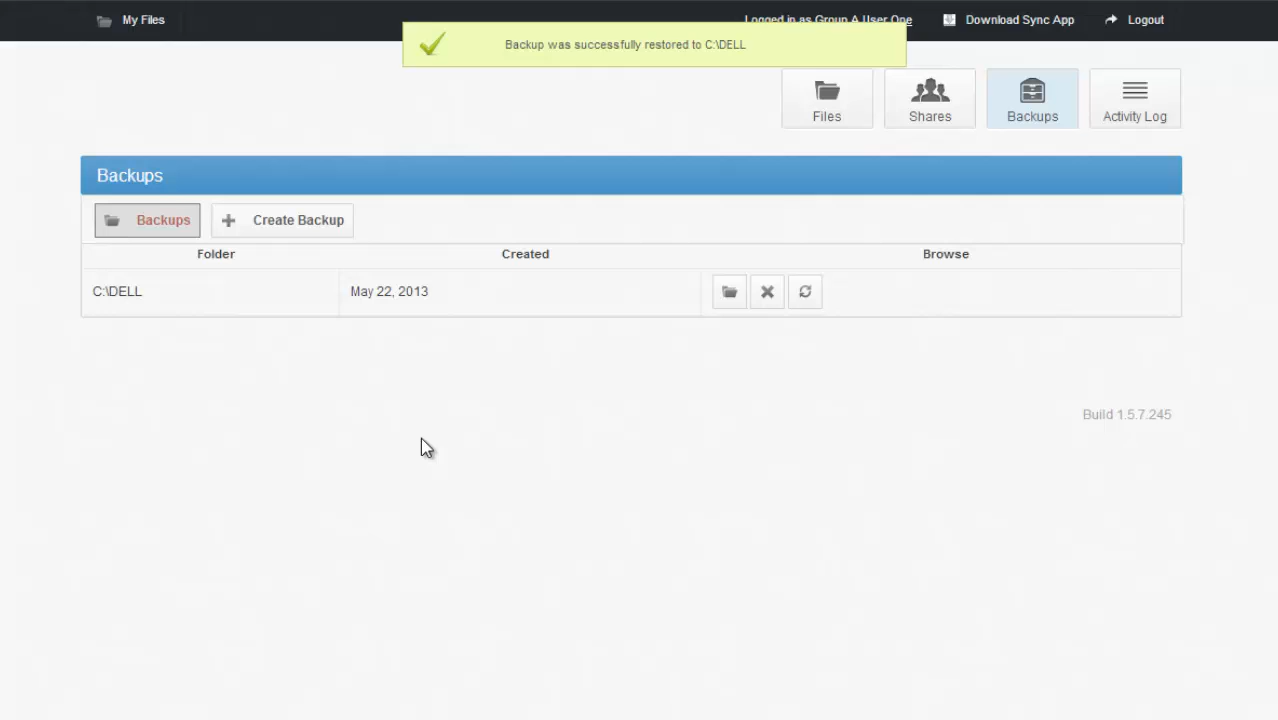 My Files
Logged in as Group A User One
Download Sync App
Logout
Backup was successfully restored to C:\DELL
Files
Shares
Backups
Activity Log
Backups
Backups
Create Backup
Folder
Created
Browse
C:\DELL
May 22, 2013
Build 1.5.7.245